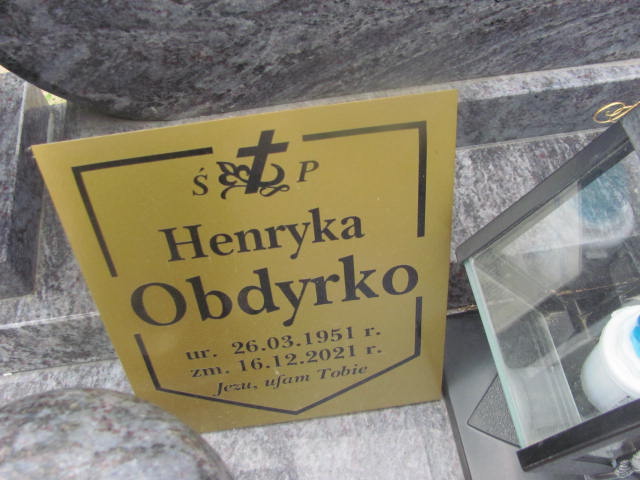 Ś P
Henryka
Obdyrko
ur. 26.03.1951 r.
zm. 16.12.2021 r.
Jezu, ufam Tobie